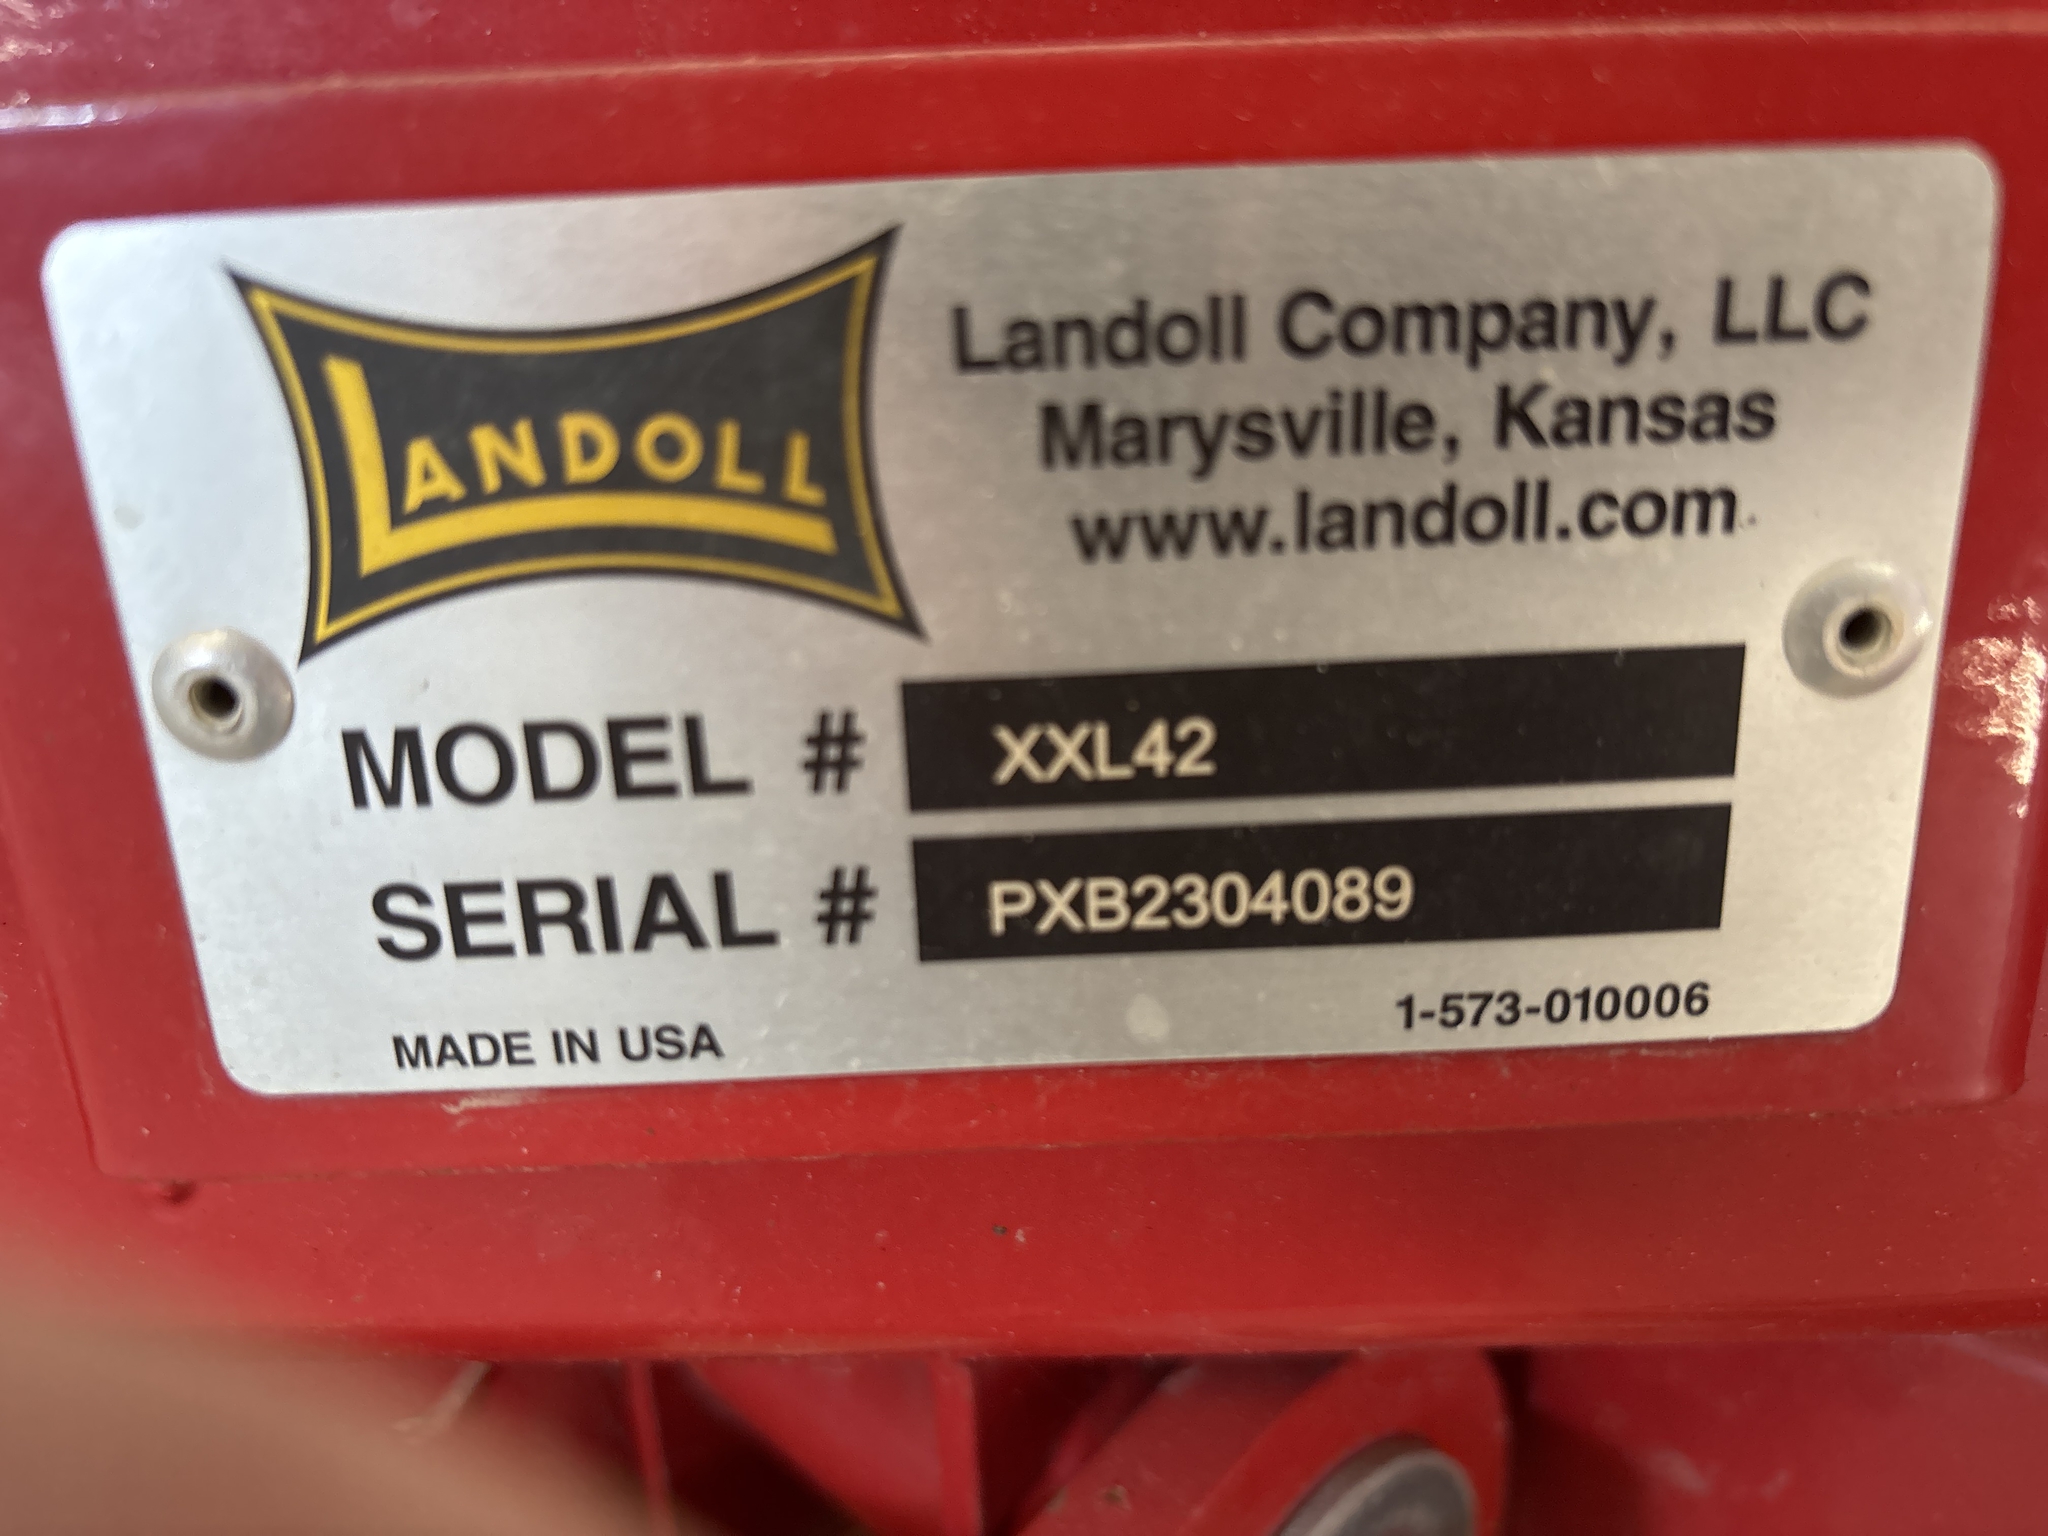 LANDOLL
Landoll Company, LLC
Marysville, Kansas
www.landoll.com
MODEL # XXL42
SERIAL # PXB2304089
MADE IN USA
1-573-010006